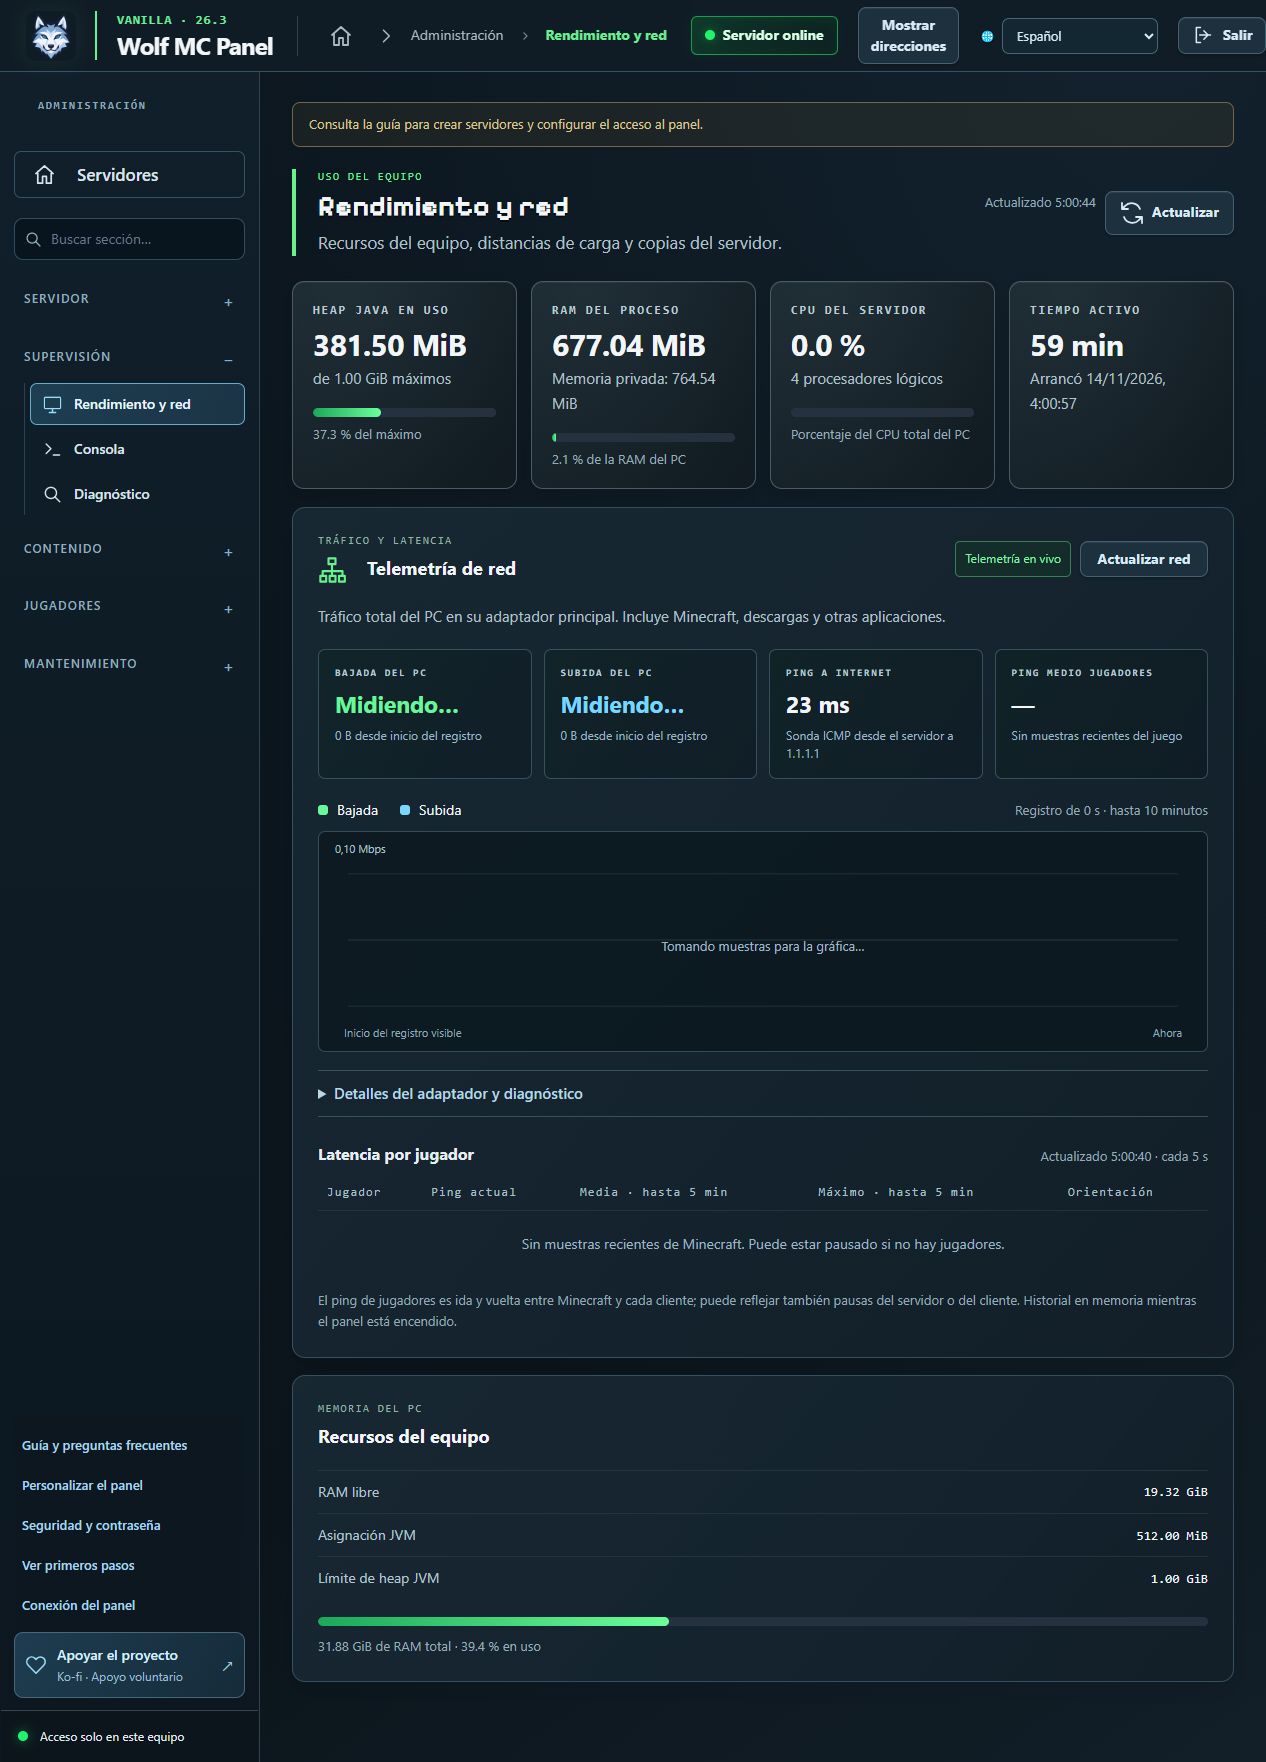 VANILLA · 26.3
Wolf MC Panel
Administración
Rendimiento y red
Servidor online
Mostrar
direcciones
Español
Salir
ADMINISTRACIÓN
Servidores
Buscar sección...
SERVIDOR
+
SUPERVISIÓN
–
Rendimiento y red
Consola
Diagnóstico
CONTENIDO
+
JUGADORES
+
MANTENIMIENTO
+
Guía y preguntas frecuentes
Personalizar el panel
Seguridad y contraseña
Ver primeros pasos
Conexión del panel
Apoyar el proyecto
Ko-fi · Apoyo voluntario
↗
Acceso solo en este equipo
Consulta la guía para crear servidores y configurar el acceso al panel.
USO DEL EQUIPO
Rendimiento y red
Recursos del equipo, distancias de carga y copias del servidor.
Actualizado 5:00:44
Actualizar
HEAP JAVA EN USO
381.50 MiB
de 1.00 GiB máximos
37.3 % del máximo
RAM DEL PROCESO
677.04 MiB
Memoria privada: 764.54
MiB
2.1 % de la RAM del PC
CPU DEL SERVIDOR
0.0 %
4 procesadores lógicos
Porcentaje del CPU total del PC
TIEMPO ACTIVO
59 min
Arrancó 14/11/2026,
4:00:57
TRÁFICO Y LATENCIA
Telemetría de red
Telemetría en vivo
Actualizar red
Tráfico total del PC en su adaptador principal. Incluye Minecraft, descargas y otras aplicaciones.
BAJADA DEL PC
Midiendo...
0 B desde inicio del registro
SUBIDA DEL PC
Midiendo...
0 B desde inicio del registro
PING A INTERNET
23 ms
Sonda ICMP desde el servidor a
1.1.1.1
PING MEDIO JUGADORES
—
Sin muestras recientes del juego
Bajada
Subida
Registro de 0 s · hasta 10 minutos
0,10 Mbps
Tomando muestras para la gráfica...
Inicio del registro visible
Ahora
Detalles del adaptador y diagnóstico
Latencia por jugador
Actualizado 5:00:40 · cada 5 s
Jugador Ping actual Media · hasta 5 min Máximo · hasta 5 min Orientación
Sin muestras recientes de Minecraft. Puede estar pausado si no hay jugadores.
El ping de jugadores es ida y vuelta entre Minecraft y cada cliente; puede reflejar también pausas del servidor o del cliente. Historial en memoria mientras
el panel está encendido.
MEMORIA DEL PC
Recursos del equipo
RAM libre 19.32 GiB
Asignación JVM 512.00 MiB
Límite de heap JVM 1.00 GiB
31.88 GiB de RAM total · 39.4 % en uso